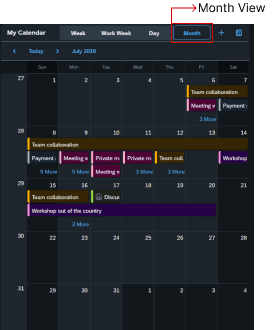 Month View
My Calendar Week Work Week Day Month +
Today July 2018
Sun Mon Tue Wed Thu Fri Sat
27 1 2 3 4 5 6 7
Team collaboration
Meeting w Payment r
3 More
28 8 9 10 11 12 13 14
Team collaboration
Payment r Meeting w Private m Private m Team coll Workshop
9 More 9 More Meeting w 3 More 3 More
29 15 16 17 18 19 20 21
Team collaboration Discus
Workshop out of the country
3 More
30 22 23 24 25 26 27 28
31 29 30 31 1 2 3 4